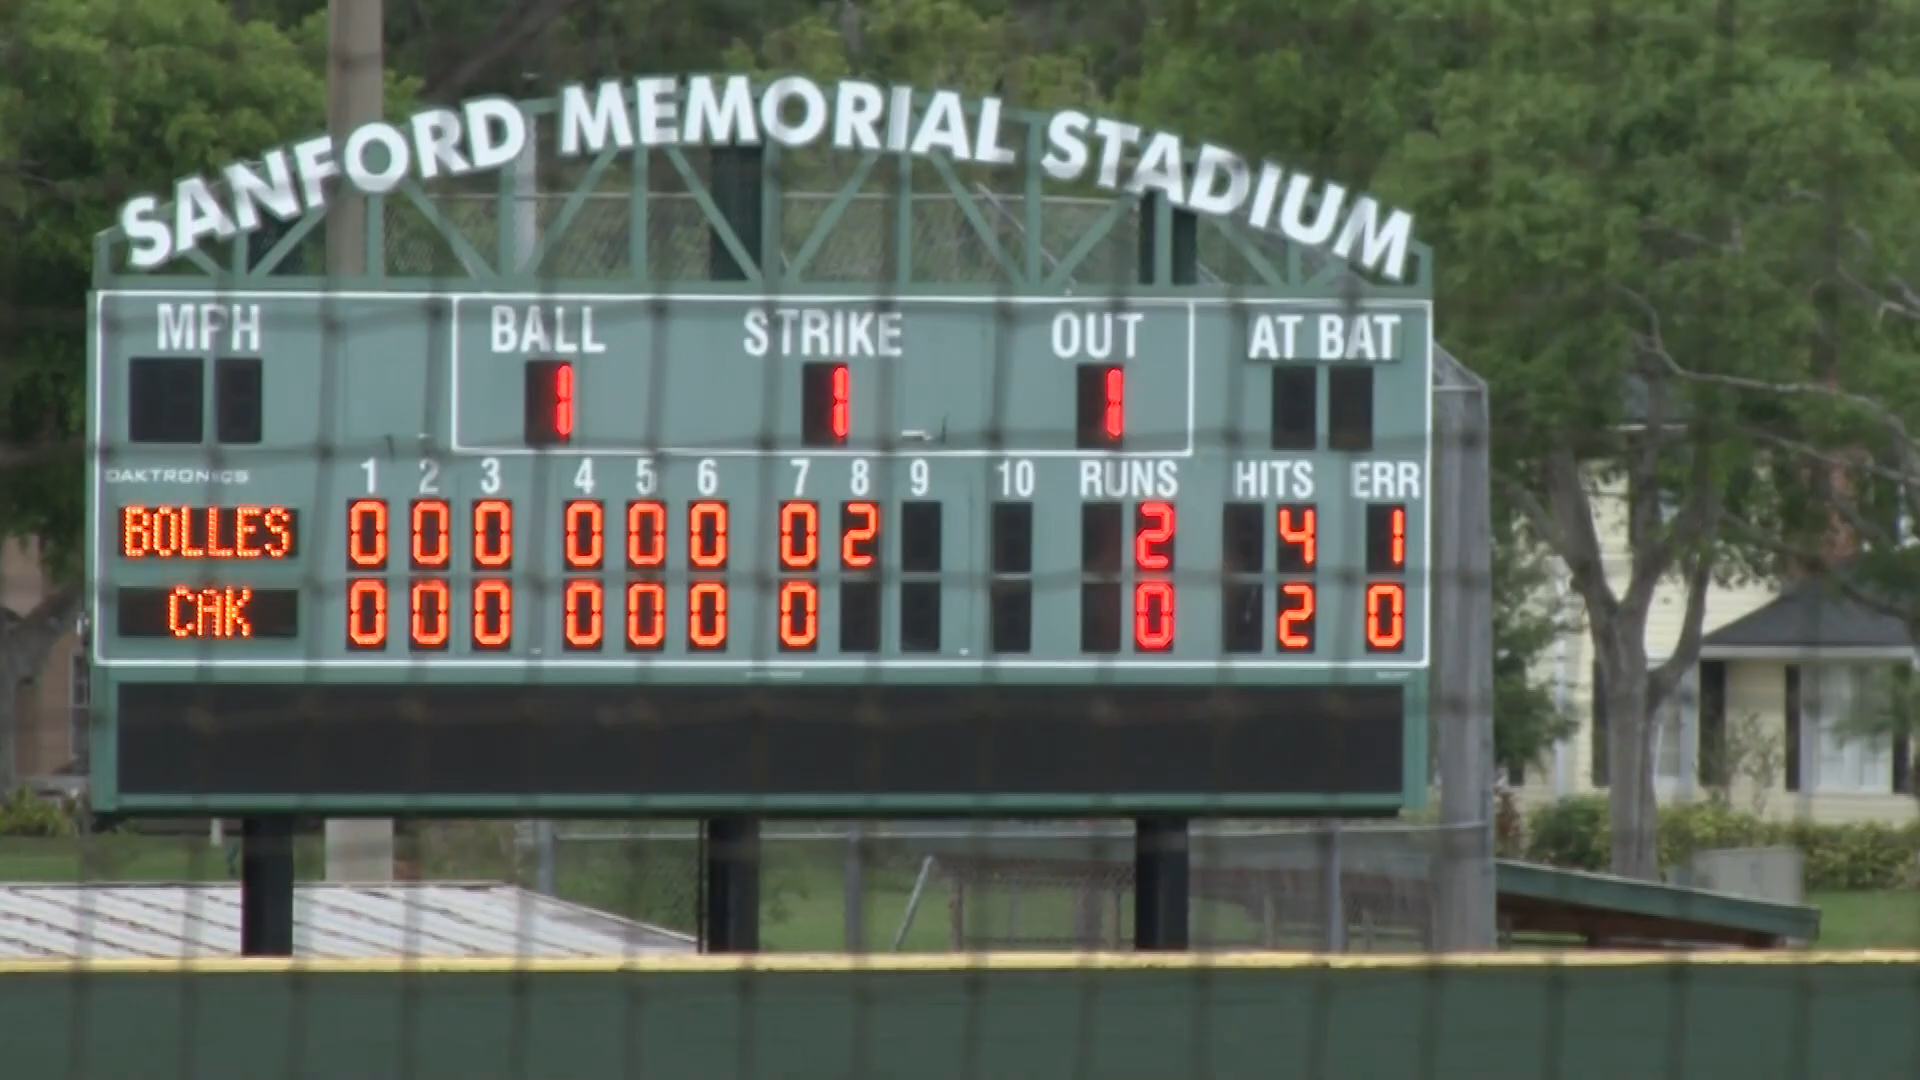 SANFORD MEMORIAL STADIUM
MPH BALL STRIKE OUT AT BAT
1 1 1
DAKTRONICS 1 2 3 4 5 6 7 8 9 10 RUNS HITS ERR
BOLLES 0 0 0 0 0 0 0 2 2 4 1
CAK 0 0 0 0 0 0 0 0 2 0